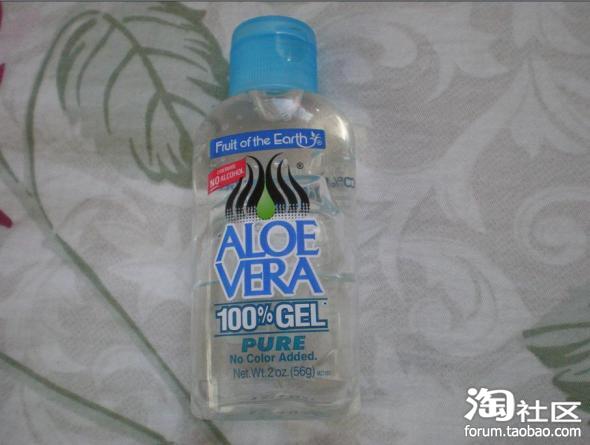 Fruit of the Earth
CONTAINS
NO ALCOHOL
®
ALOE
VERA
100% GEL
PURE
No Color Added.
Net.Wt.2 oz. (56g)
淘社区
forum.taobao.com